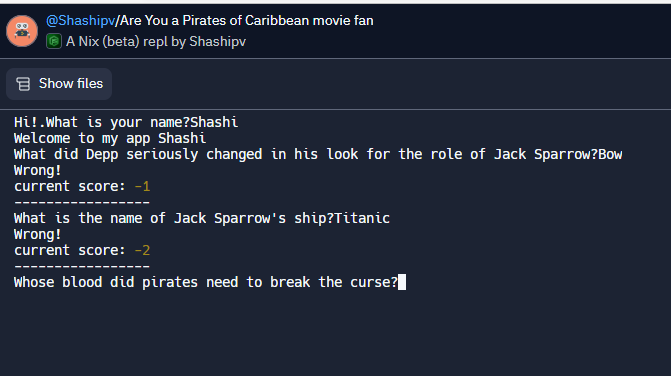 @Shashipv/Are You a Pirates of Caribbean movie fan
A Nix (beta) repl by Shashipv
Show files
Hi!.What is your name?Shashi
Welcome to my app Shashi
What did Depp seriously changed in his look for the role of Jack Sparrow?Bow
Wrong!
current score: -1
-----------------
What is the name of Jack Sparrow's ship?Titanic
Wrong!
current score: -2
-----------------
Whose blood did pirates need to break the curse?